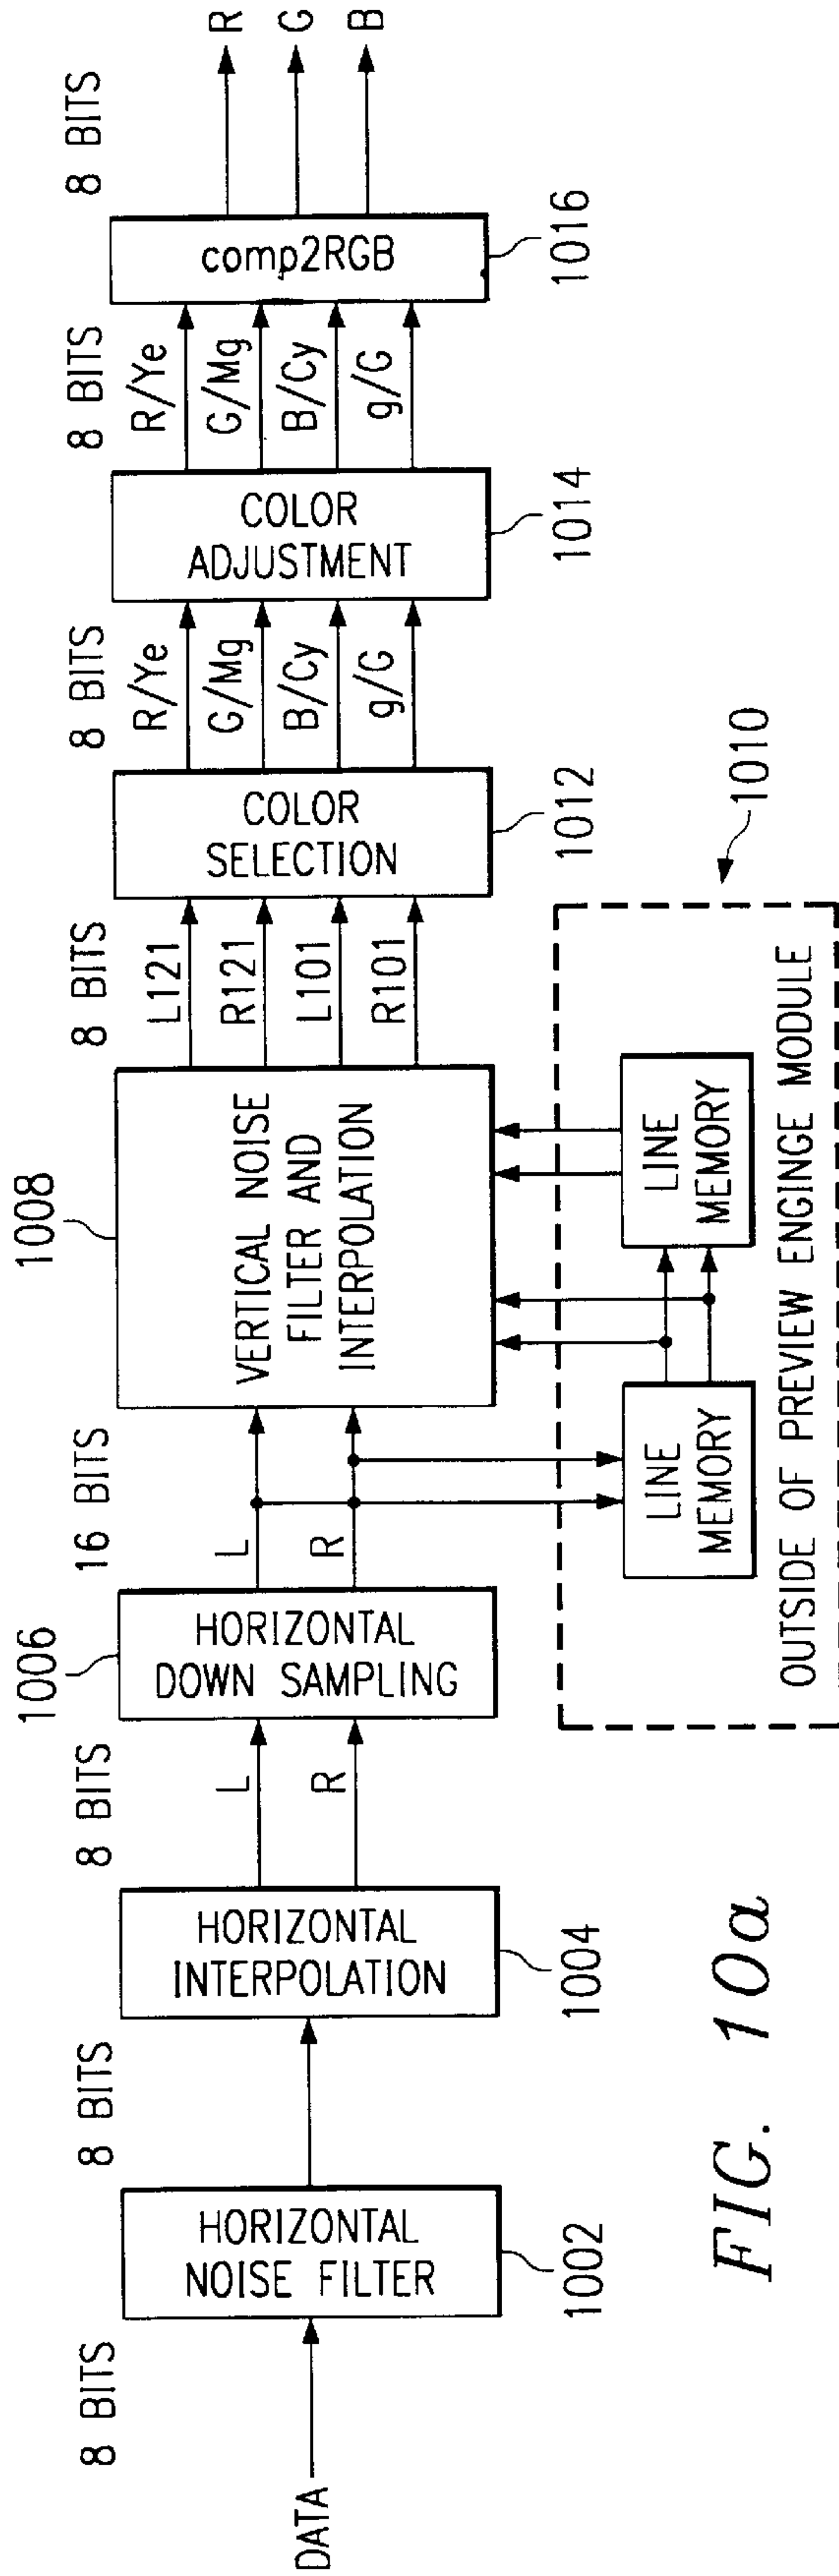 DATA
8 BITS
HORIZONTAL
NOISE FILTER
1002
8 BITS
HORIZONTAL
INTERPOLATION
1004
8 BITS
L
R
1006
HORIZONTAL
DOWN SAMPLING
16 BITS
L
R
1008
VERTICAL NOISE
FILTER AND
INTERPOLATION
LINE
MEMORY
LINE
MEMORY
OUTSIDE OF PREVIEW ENGINGE MODULE
1010
8 BITS
L121
R121
L101
R101
COLOR
SELECTION
1012
8 BITS
R/Ye
G/Mg
B/Cy
g/G
COLOR
ADJUSTMENT
1014
8 BITS
R/Ye
G/Mg
B/Cy
g/G
comp2RGB
1016
8 BITS
R
G
B
FIG. 10a